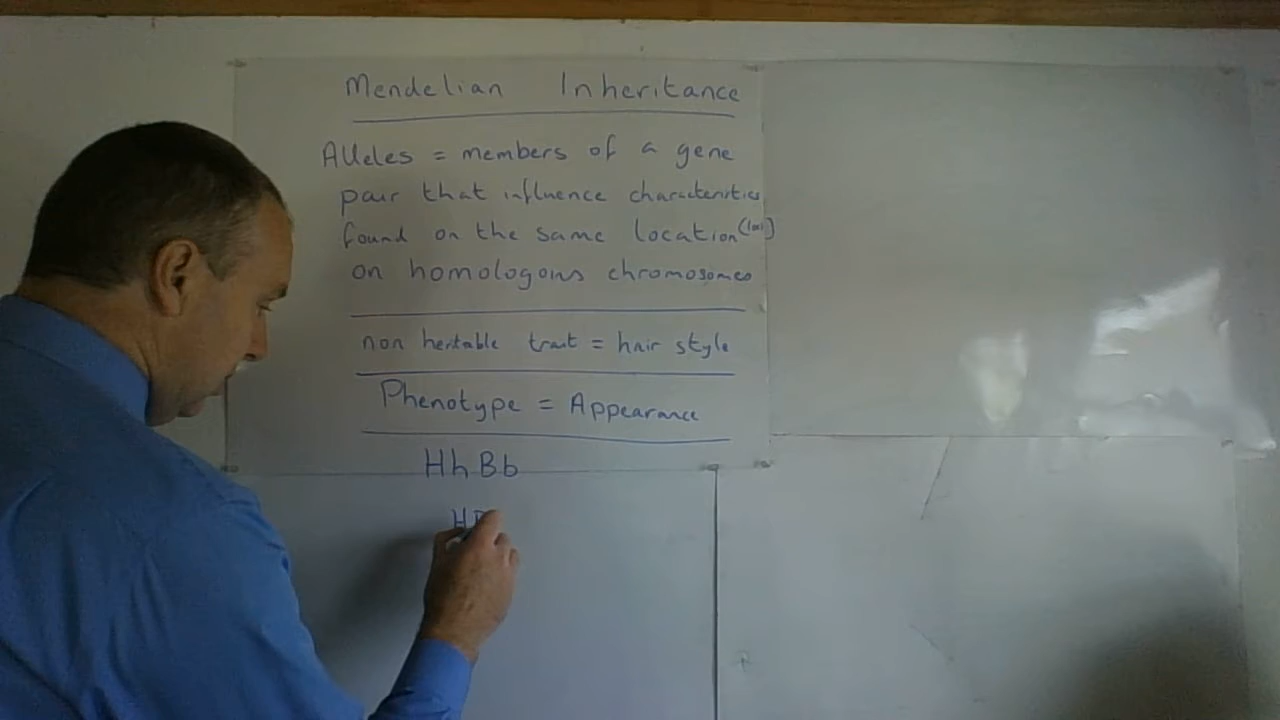 Mendelian Inheritance
Alleles = members of a gene
pair that influence characteristics
found on the same location (loci)
on homologous chromosomes
non heritable trait = hair style
Phenotype = Appearance
HhBb
H